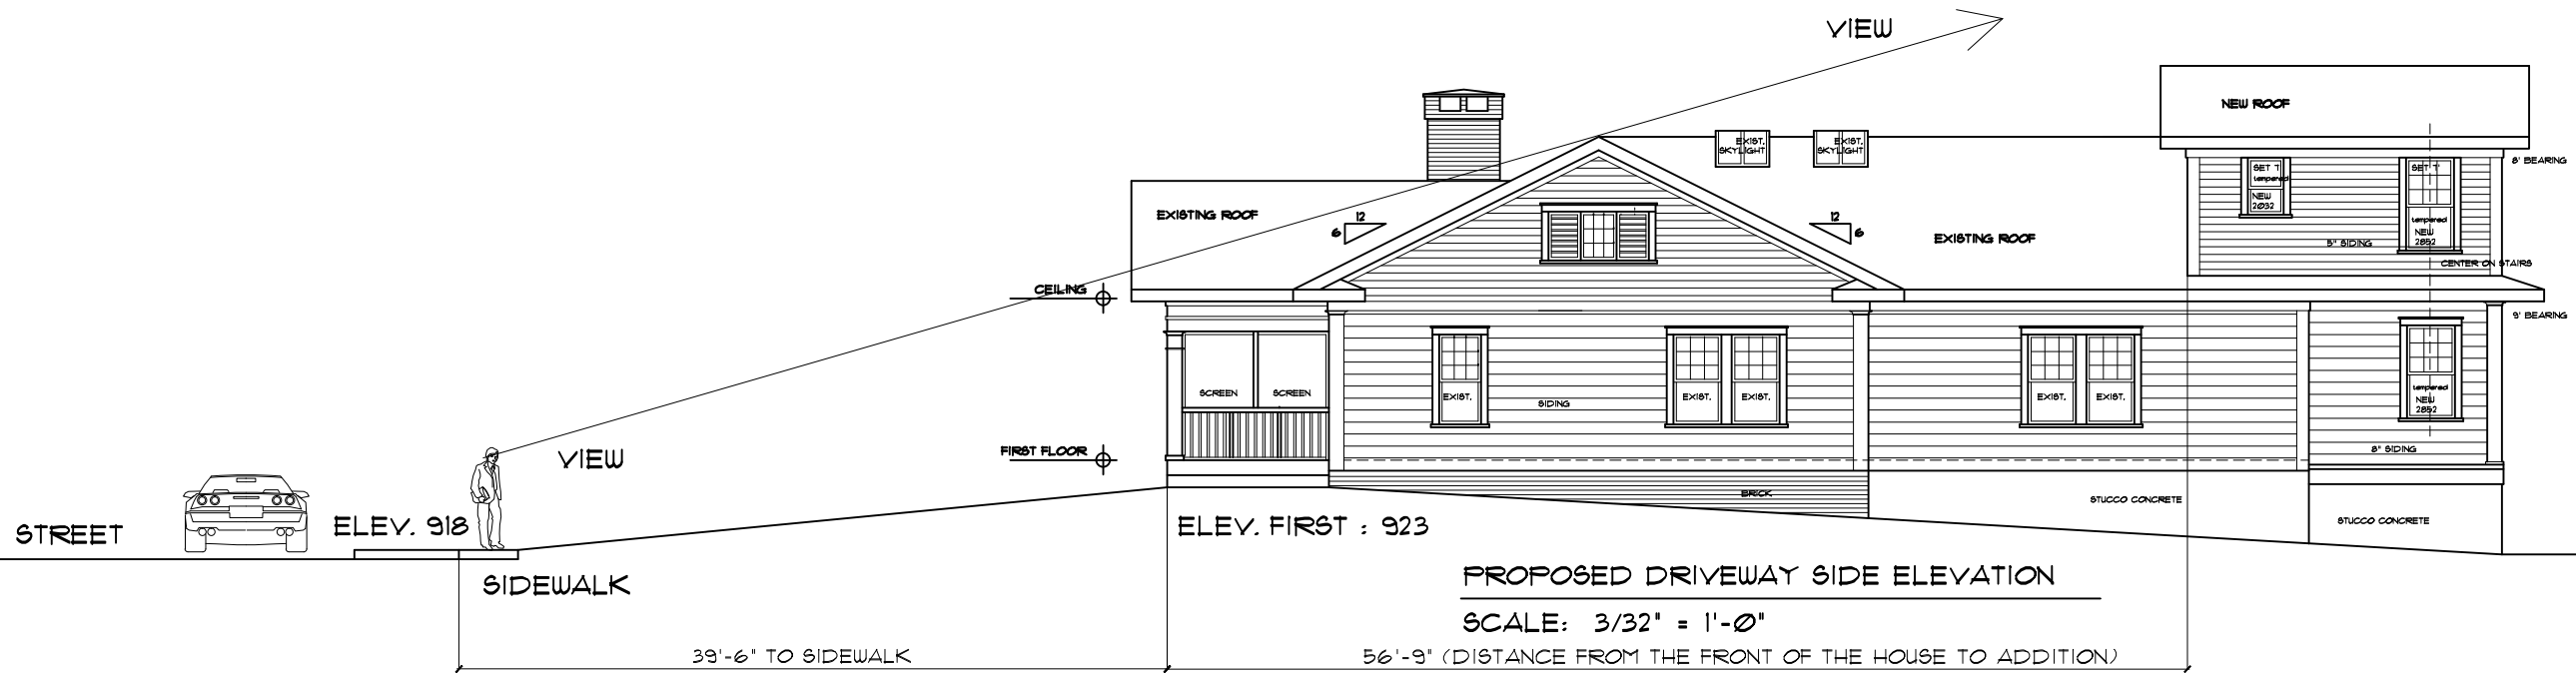 VIEW
NEW ROOF
EXIST.
SKYLIGHT
EXIST.
SKYLIGHT
8' BEARING
SET 'T'
tempered
NEW
2032
SET 'T'
tempered
NEW
2852
EXISTING ROOF
12
6
12
6
EXISTING ROOF
5" SIDING
CENTER ON STAIRS
CEILING
9' BEARING
SCREEN
SCREEN
EXIST.
SIDING
EXIST.
EXIST.
EXIST.
EXIST.
tempered
NEW
2852
FIRST FLOOR
VIEW
8" SIDING
BRICK
STUCCO CONCRETE
STUCCO CONCRETE
STREET
ELEV. 918
ELEV. FIRST : 923
SIDEWALK
PROPOSED DRIVEWAY SIDE ELEVATION
SCALE: 3/32" = 1'-0"
39'-6" TO SIDEWALK
56'-9" (DISTANCE FROM THE FRONT OF THE HOUSE TO ADDITION)